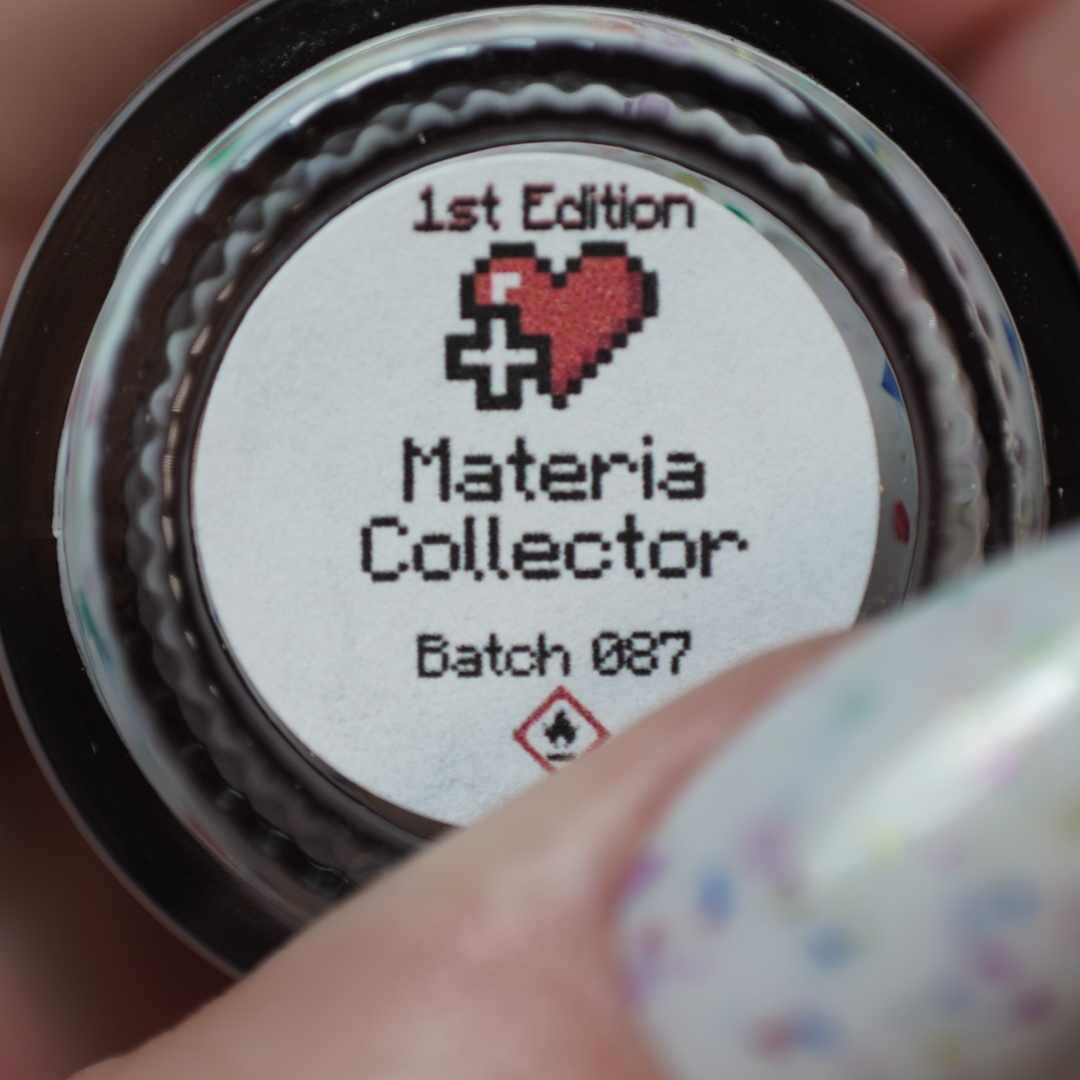 1st Edition
Materia
Collector
Batch 087